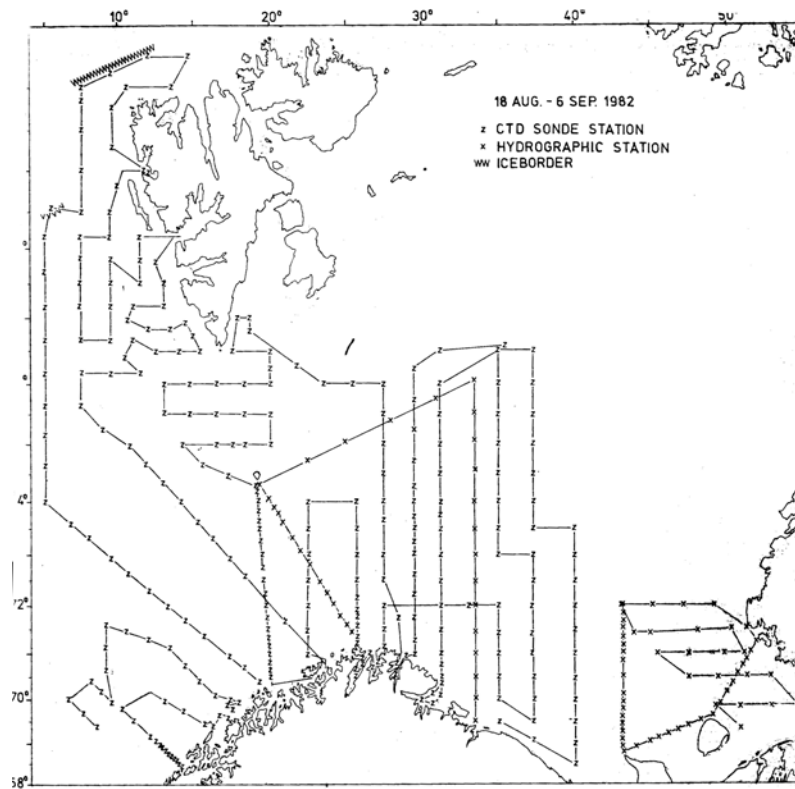 10°
20°
30°
40°
50°
18 AUG. - 6 SEP. 1982
z CTD SONDE STATION
x HYDROGRAPHIC STATION
ww ICEBORDER
72°
70°